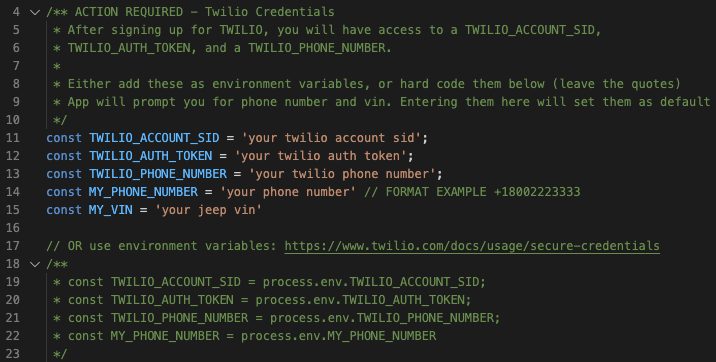 4 /** ACTION REQUIRED - Twilio Credentials
5 * After signing up for TWILIO, you will have access to a TWILIO_ACCOUNT_SID,
6 * TWILIO_AUTH_TOKEN, and a TWILIO_PHONE_NUMBER.
7 *
8 * Either add these as environment variables, or hard code them below (leave the quotes)
9 * App will prompt you for phone number and vin. Entering them here will set them as default
10 */
11 const TWILIO_ACCOUNT_SID = 'your twilio account sid';
12 const TWILIO_AUTH_TOKEN = 'your twilio auth token';
13 const TWILIO_PHONE_NUMBER = 'your twilio phone number';
14 const MY_PHONE_NUMBER = 'your phone number' // FORMAT EXAMPLE +18002223333
15 const MY_VIN = 'your jeep vin'
16
17 // OR use environment variables: https://www.twilio.com/docs/usage/secure-credentials
18 /**
19 * const TWILIO_ACCOUNT_SID = process.env.TWILIO_ACCOUNT_SID;
20 * const TWILIO_AUTH_TOKEN = process.env.TWILIO_AUTH_TOKEN;
21 * const TWILIO_PHONE_NUMBER = process.env.TWILIO_PHONE_NUMBER;
22 * const MY_PHONE_NUMBER = process.env.MY_PHONE_NUMBER
23 */